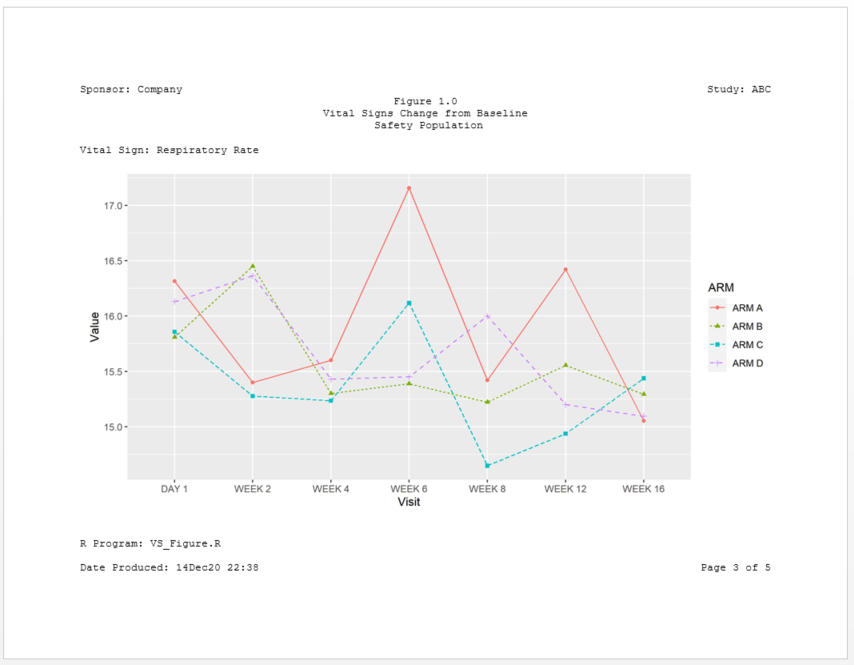 Sponsor: Company Study: ABC
Figure 1.0
Vital Signs Change from Baseline
Safety Population
Vital Sign: Respiratory Rate
17.0
16.5
16.0
15.5
15.0
Value
DAY 1 WEEK 2 WEEK 4 WEEK 6 WEEK 8 WEEK 12 WEEK 16
Visit
ARM
ARM A
ARM B
ARM C
ARM D
R Program: VS_Figure.R
Date Produced: 14Dec20 22:38 Page 3 of 5